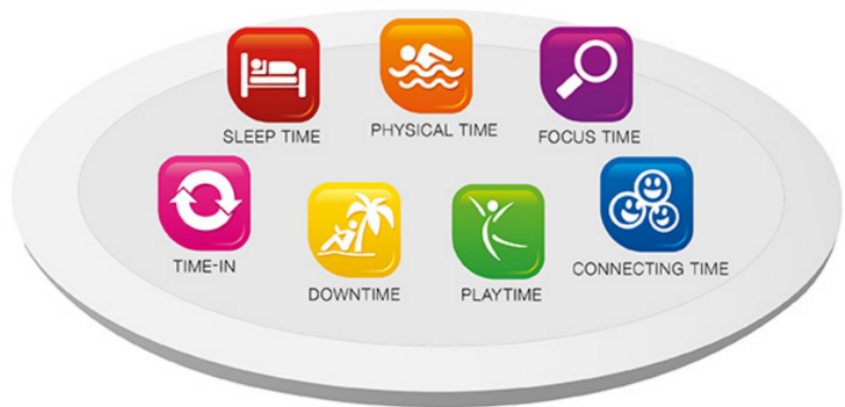 SLEEP TIME
PHYSICAL TIME
FOCUS TIME
TIME-IN
DOWNTIME
PLAYTIME
CONNECTING TIME